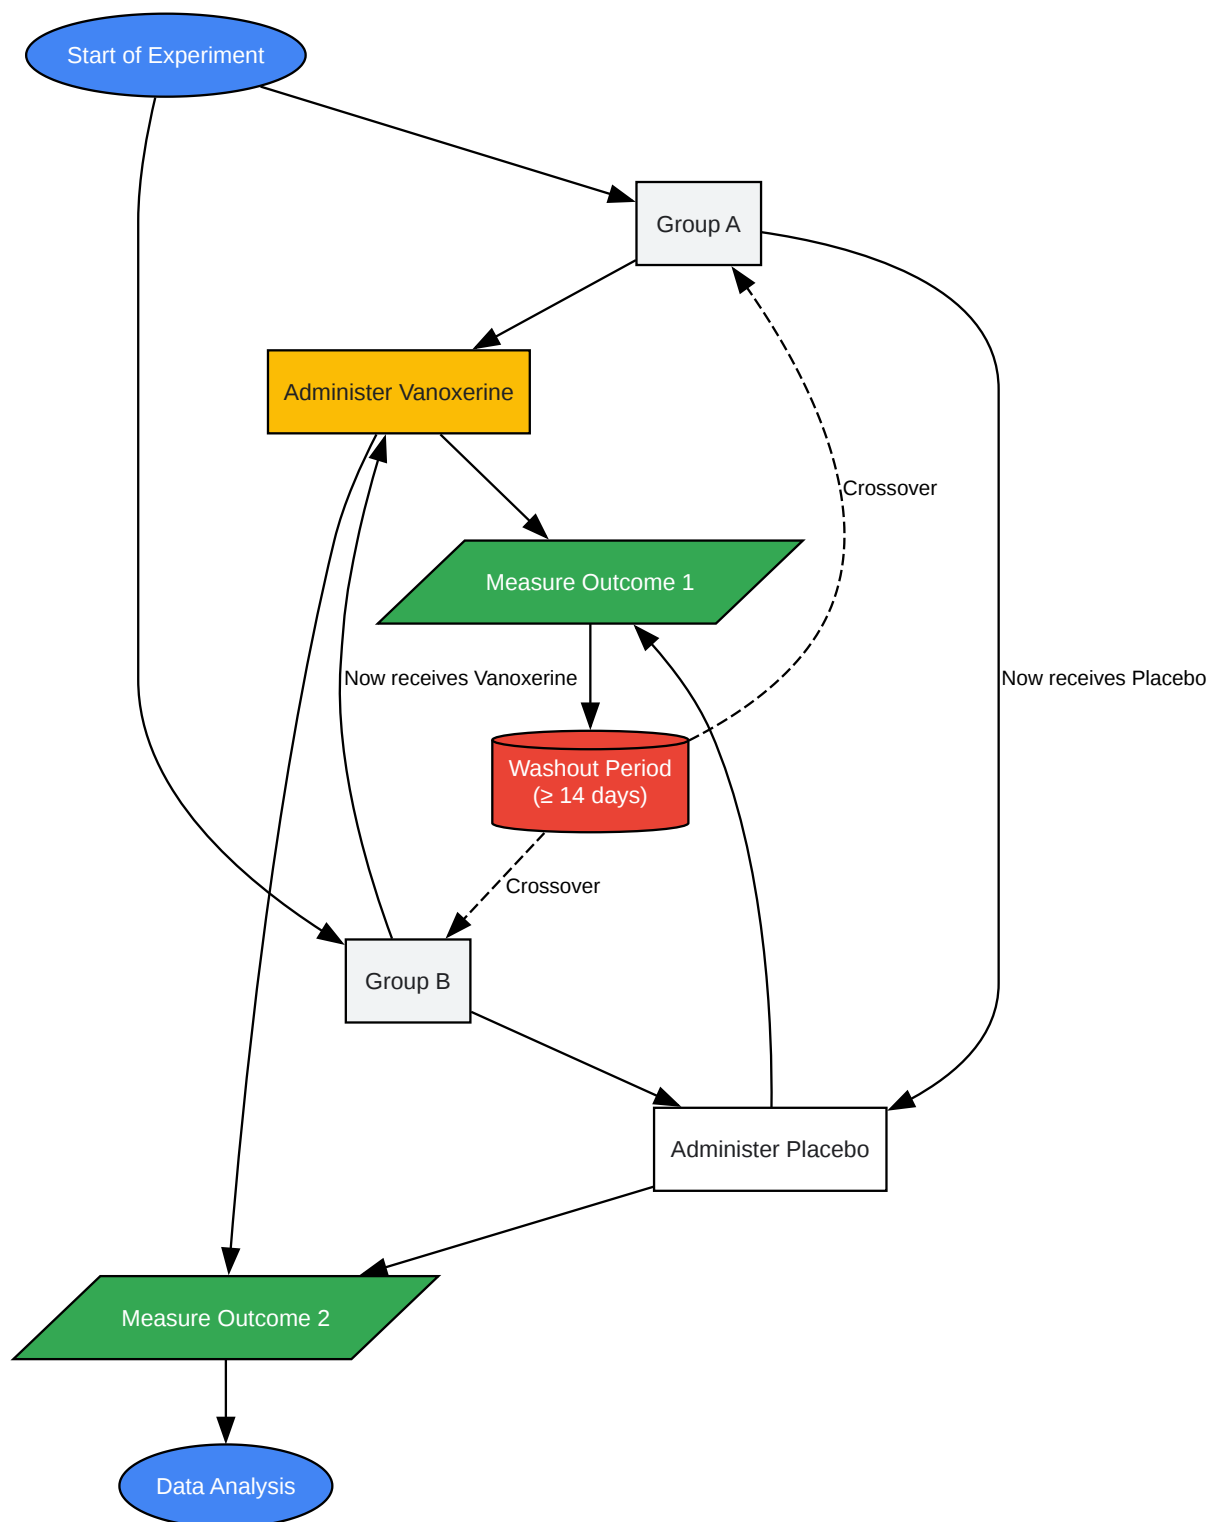 Start of Experiment
Group A
Administer Vanoxerine
Crossover
Measure Outcome 1
Now receives Vanoxerine
Now receives Placebo
Washout Period
(≥ 14 days)
Crossover
Group B
Administer Placebo
Measure Outcome 2
Data Analysis